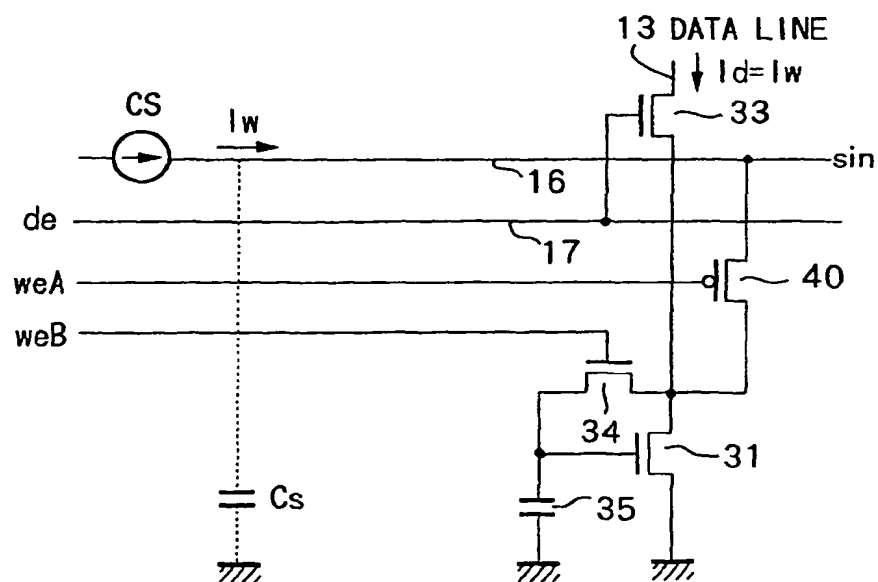 13 DATA LINE
Id=Iw
CS
Iw
33
sin
16
de
17
weA
40
weB
34
31
Cs
35